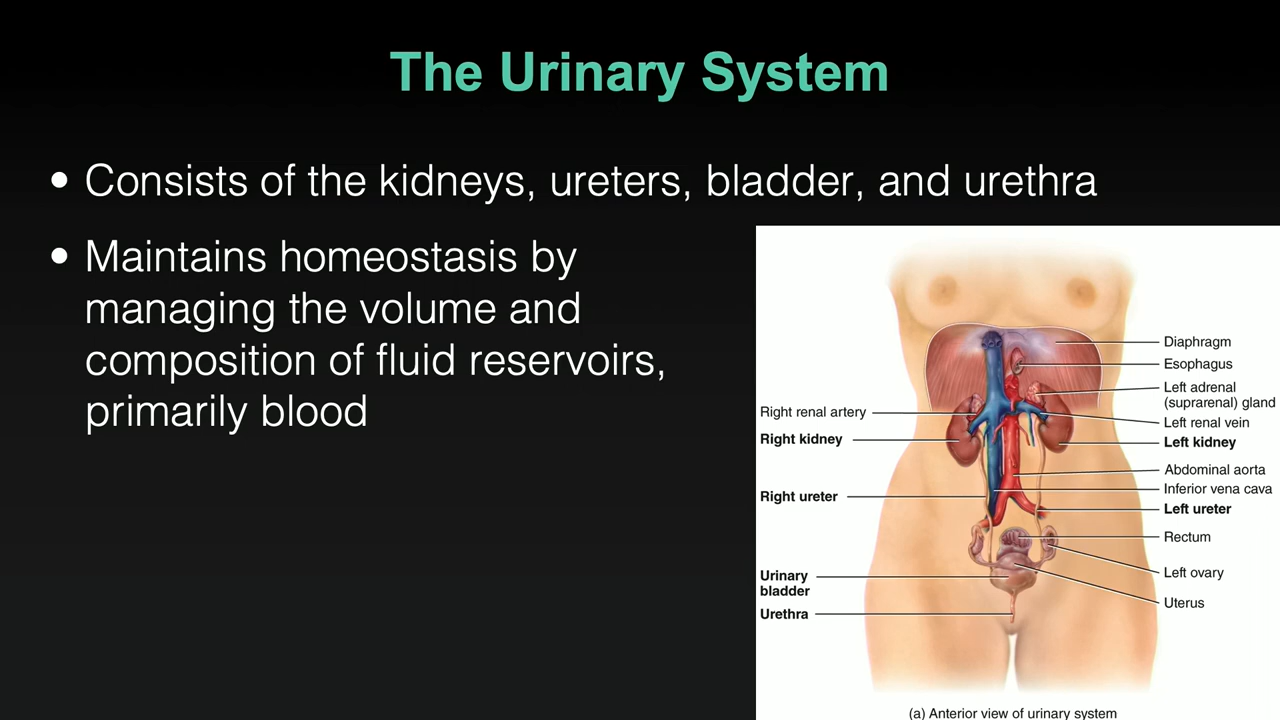 The Urinary System
• Consists of the kidneys, ureters, bladder, and urethra
• Maintains homeostasis by
managing the volume and
composition of fluid reservoirs,
primarily blood
Right renal artery
Right kidney
Right ureter
Urinary
bladder
Urethra
Diaphragm
Esophagus
Left adrenal
(suprarenal) gland
Left renal vein
Left kidney
Abdominal aorta
Inferior vena cava
Left ureter
Rectum
Left ovary
Uterus
(a) Anterior view of urinary system